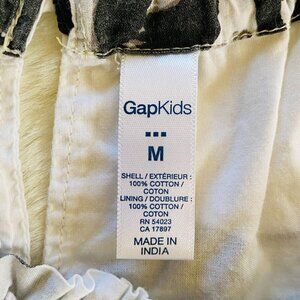 GapKids
M
SHELL / EXTÉRIEUR :
100% COTTON /
COTON
LINING / DOUBLURE :
100% COTTON /
COTON
RN 54023
CA 17897
MADE IN
INDIA